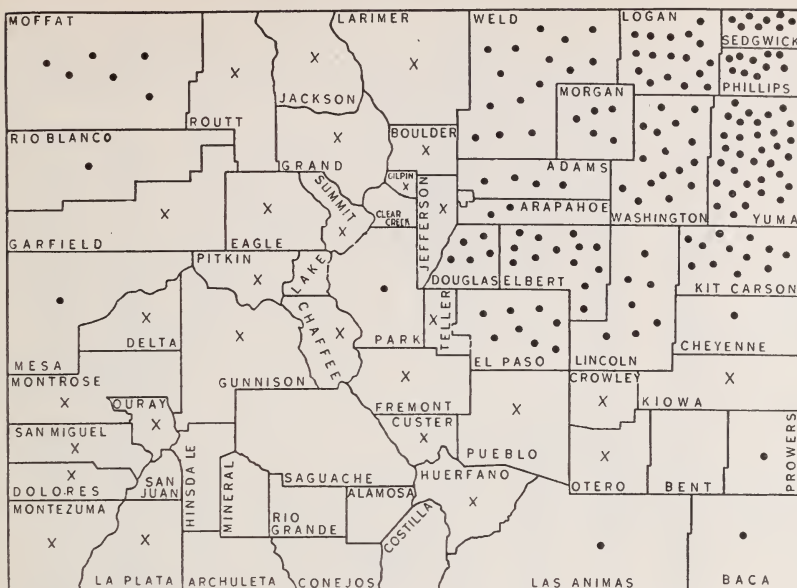 MOFFAT
LARIMER
WELD
LOGAN
SEDGWICK
PHILLIPS
JACKSON
MORGAN
ROUTT
RIO BLANCO
BOULDER
GRAND
GILPIN
ADAMS
SUMMIT
CLEAR CREEK
JEFFERSON
ARAPAHOE
WASHINGTON
YUMA
GARFIELD
EAGLE
PITKIN
LAKE
DOUGLAS
ELBERT
KIT CARSON
CHAFFEE
TELLER
DELTA
PARK
CHEYENNE
MESA
GUNNISON
EL PASO
LINCOLN
MONTROSE
CROWLEY
KIOWA
OURAY
FREMONT
SAN MIGUEL
CUSTER
PUEBLO
PROWERS
HINSDALE
MINERAL
SAGUACHE
HUERFANO
DOLORES
SAN JUAN
ALAMOSA
OTERO
BENT
MONTEZUMA
RIO GRANDE
COSTILLA
LA PLATA
ARCHULETA
CONEJOS
LAS ANIMAS
BACA